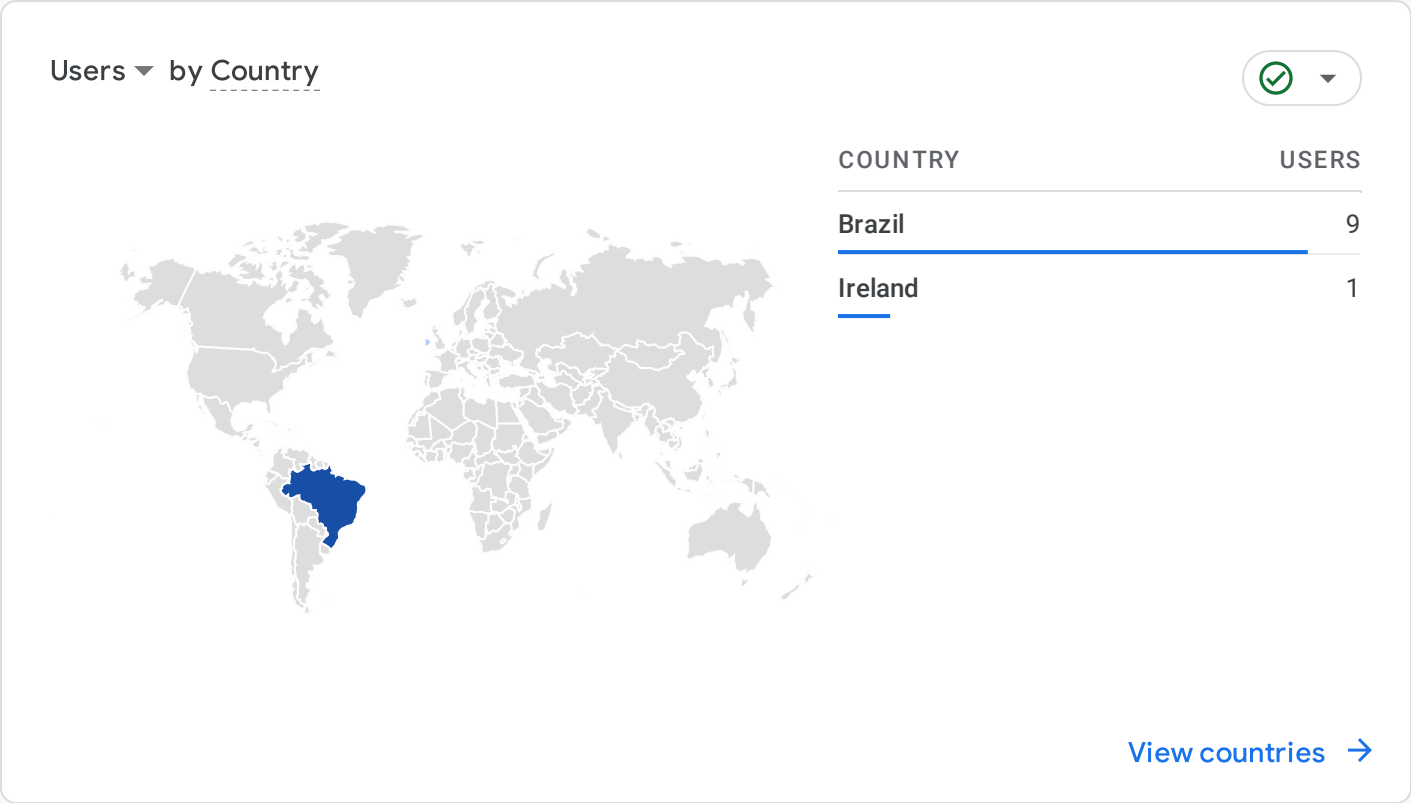 Users by Country
COUNTRY USERS
Brazil 9
Ireland 1
View countries